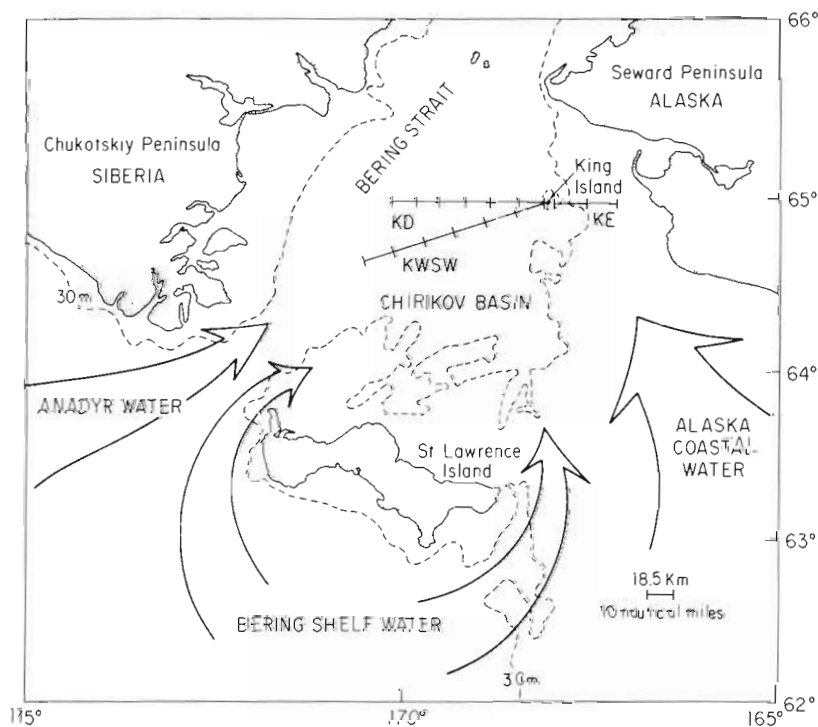 66°
Seward Peninsula
ALASKA
Chukotskiy Peninsula
SIBERIA
BERING STRAIT
King
Island
65°
KD
KE
KWSW
30m
CHIRIKOV BASIN
64°
ANADYR WATER
St Lawrence
Island
ALASKA
COASTAL
WATER
63°
18.5 Km
10 nautical miles
BERING SHELF WATER
30m
62°
175°
170°
165°